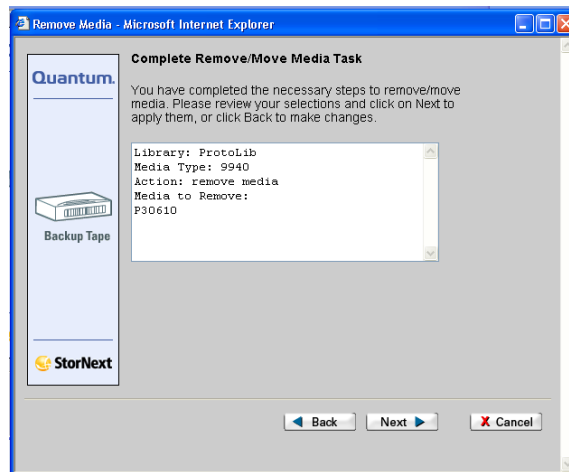 Remove Media - Microsoft Internet Explorer
Quantum.
Backup Tape
StorNext
Complete Remove/Move Media Task
You have completed the necessary steps to remove/move
media. Please review your selections and click on Next to
apply them, or click Back to make changes.
Library: ProtoLib
Media Type: 9940
Action: remove media
Media to Remove:
P30610
Back Next X Cancel